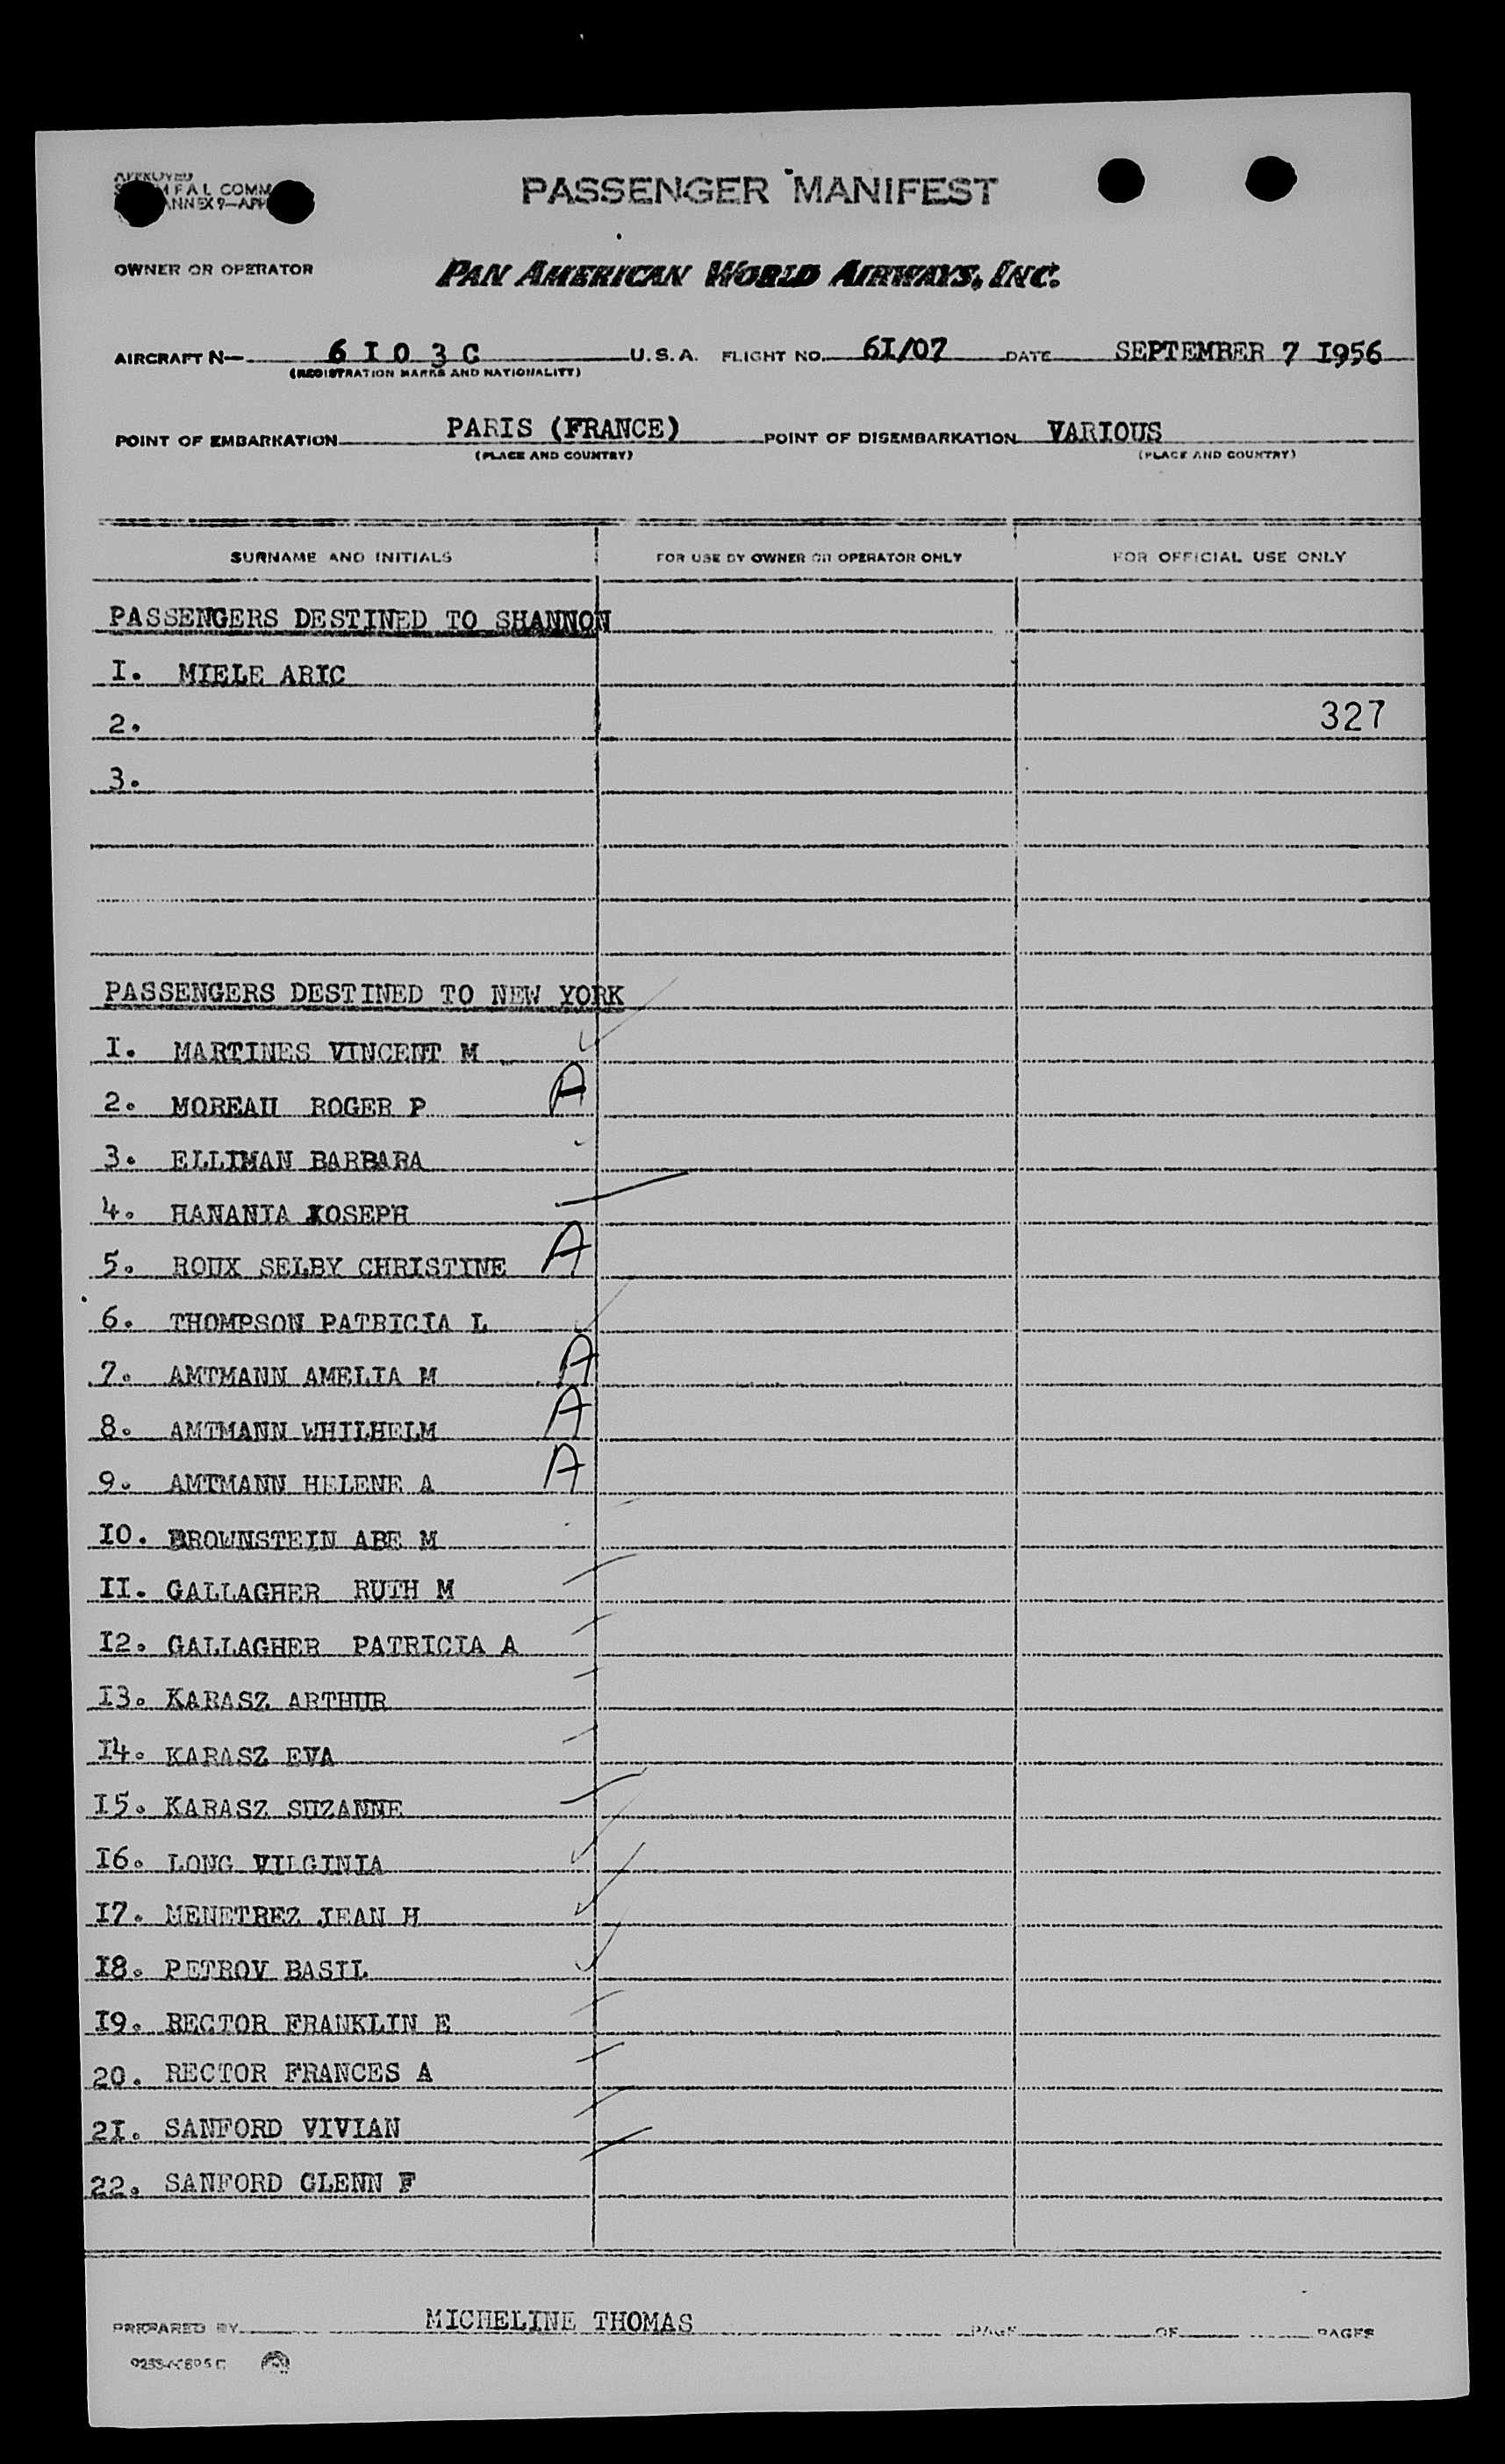 APPROVED
F A L COMM
ANNEX 9—APP
PASSENGER MANIFEST
OWNER OR OPERATOR PAN AMERICAN WORLD AIRWAYS, INC.
AIRCRAFT N— 6 I 0 3 C U.S.A. FLIGHT NO. 6I/07 DATE SEPTEMBER 7 I956
(REGISTRATION MARKS AND NATIONALITY)
POINT OF EMBARKATION PARIS (FRANCE) POINT OF DISEMBARKATION VARIOUS
(PLACE AND COUNTRY) (PLACE AND COUNTRY)
SURNAME AND INITIALS FOR USE BY OWNER OR OPERATOR ONLY FOR OFFICIAL USE ONLY
PASSENGERS DESTINED TO SHANNON
I. MIELE ARIC
2. 327
3.
PASSENGERS DESTINED TO NEW YORK
I. MARTINES VINCENT M
2. MOREAU ROGER P A
3. ELLIMAN BARBARA
4. HANANIA JOSEPH
5. ROUX SELBY CHRISTINE A
6. THOMPSON PATRICIA L
7. AMTMANN AMELIA M A
8. AMTMANN WHILHELM A
9. AMTMANN HELENE A A
I0. BROWNSTEIN ABE M
II. GALLAGHER RUTH M
I2. GALLAGHER PATRICIA A
I3. KARASZ ARTHUR
I4. KARASZ EVA
I5. KARASZ SUZANNE
I6. LONG VILGINIA
I7. MENETREZ JEAN H
I8. PETROV BASIL
I9. RECTOR FRANKLIN E
20. RECTOR FRANCES A
2I. SANFORD VIVIAN
22. SANFORD GLENN F
PREPARED BY MICHELINE THOMAS PAGE OF PAGES